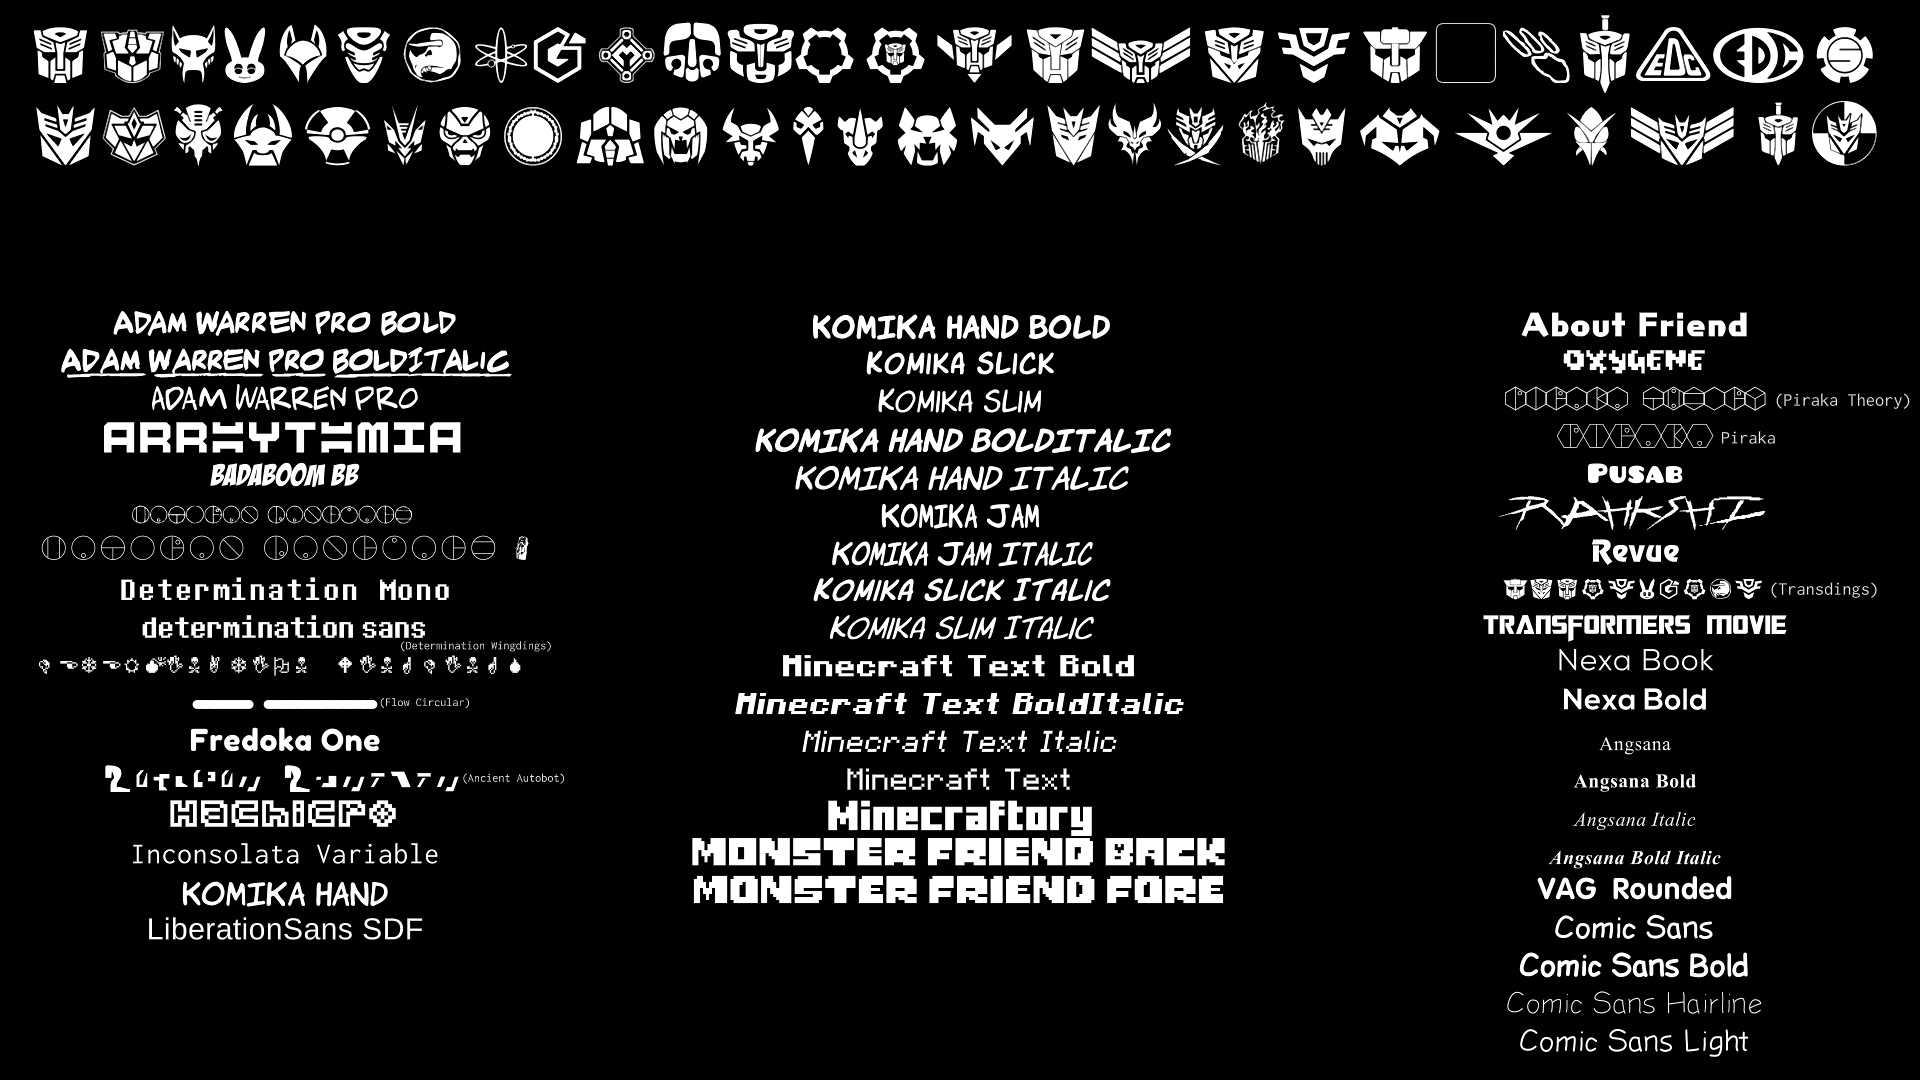 EDC
EDC
S
ADAM WARREN PRO BOLD
ADAM WARREN PRO BOLDITALIC
ADAM WARREN PRO
ARRHYTHMIA
BADABOOM BB
Determination Mono
determination sans
(Determination Wingdings)
(Flow Circular)
Fredoka One
(Ancient Autobot)
HachiCro
Inconsolata Variable
KOMIKA HAND
LiberationSans SDF
KOMIKA HAND BOLD
KOMIKA SLICK
KOMIKA SLIM
KOMIKA HAND BOLDITALIC
KOMIKA HAND ITALIC
KOMIKA JAM
KOMIKA JAM ITALIC
KOMIKA SLICK ITALIC
KOMIKA SLIM ITALIC
Minecraft Text Bold
Minecraft Text BoldItalic
Minecraft Text Italic
Minecraft Text
Minecraftory
MONSTER FRIEND BACK
MONSTER FRIEND FORE
About Friend
OXYGENE
(Piraka Theory)
Piraka
PUSAB
RAHKSHI
Revue
(Transdings)
TRANSFORMERS MOVIE
Nexa Book
Nexa Bold
Angsana
Angsana Bold
Angsana Italic
Angsana Bold Italic
VAG Rounded
Comic Sans
Comic Sans Bold
Comic Sans Hairline
Comic Sans Light